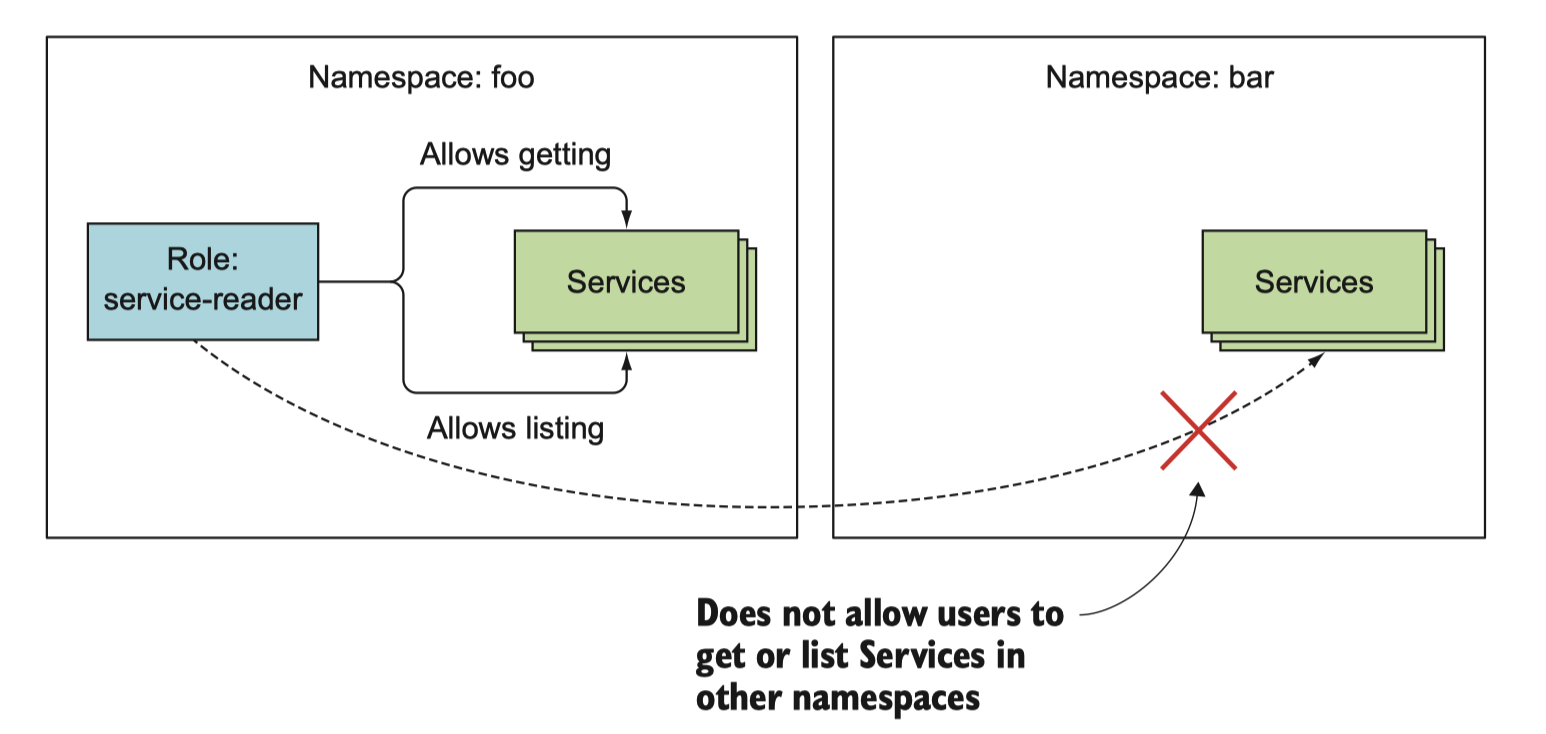 Namespace: foo
Allows getting
Role:
service-reader
Services
Allows listing
Namespace: bar
Services
Does not allow users to
get or list Services in
other namespaces